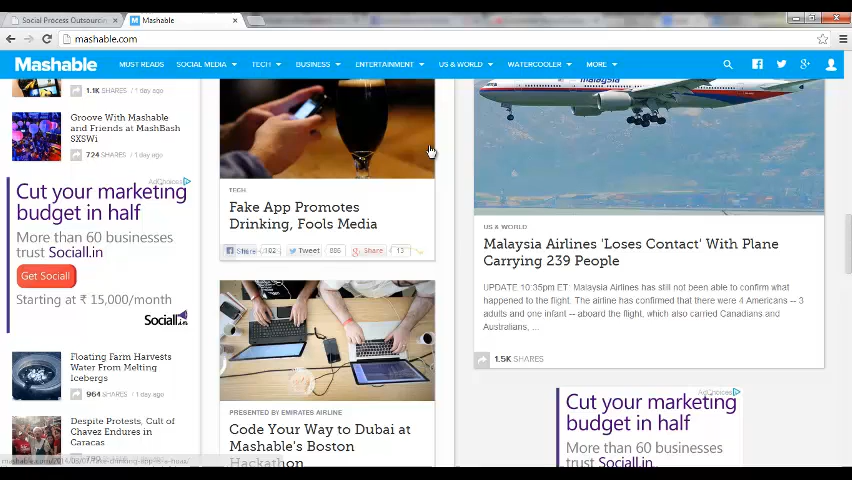 Social Process Outsourcin
Mashable
mashable.com
Mashable
MUST READS
SOCIAL MEDIA
TECH
BUSINESS
ENTERTAINMENT
US & WORLD
WATERCOOLER
MORE
1.1K SHARES / 1 day ago
Groove With Mashable
and Friends at MashBash
SXSWi
724 SHARES / 1 day ago
AdChoices
Cut your marketing
budget in half
More than 60 businesses
trust Sociall.in
Get Sociall
Starting at ₹ 15,000/month
Sociall
Floating Farm Harvests
Water From Melting
Icebergs
964 SHARES / 1 day ago
Despite Protests, Cult of
Chavez Endures in
Caracas
TECH
Fake App Promotes
Drinking, Fools Media
Share 102
Tweet 886
Share 13
PRESENTED BY EMIRATES AIRLINE
Code Your Way to Dubai at
Mashable's Boston
Hackathon
malaysia
US & WORLD
Malaysia Airlines 'Loses Contact' With Plane
Carrying 239 People
UPDATE 10:35pm ET: Malaysia Airlines has still not been able to confirm what
happened to the flight. The airline has confirmed that there were 4 Americans -- 3
adults and one infant -- aboard the flight, which also carried Canadians and
Australians, ...
1.5K SHARES
AdChoices
Cut your marketing
budget in half
More than 60 businesses
trust Sociall.in